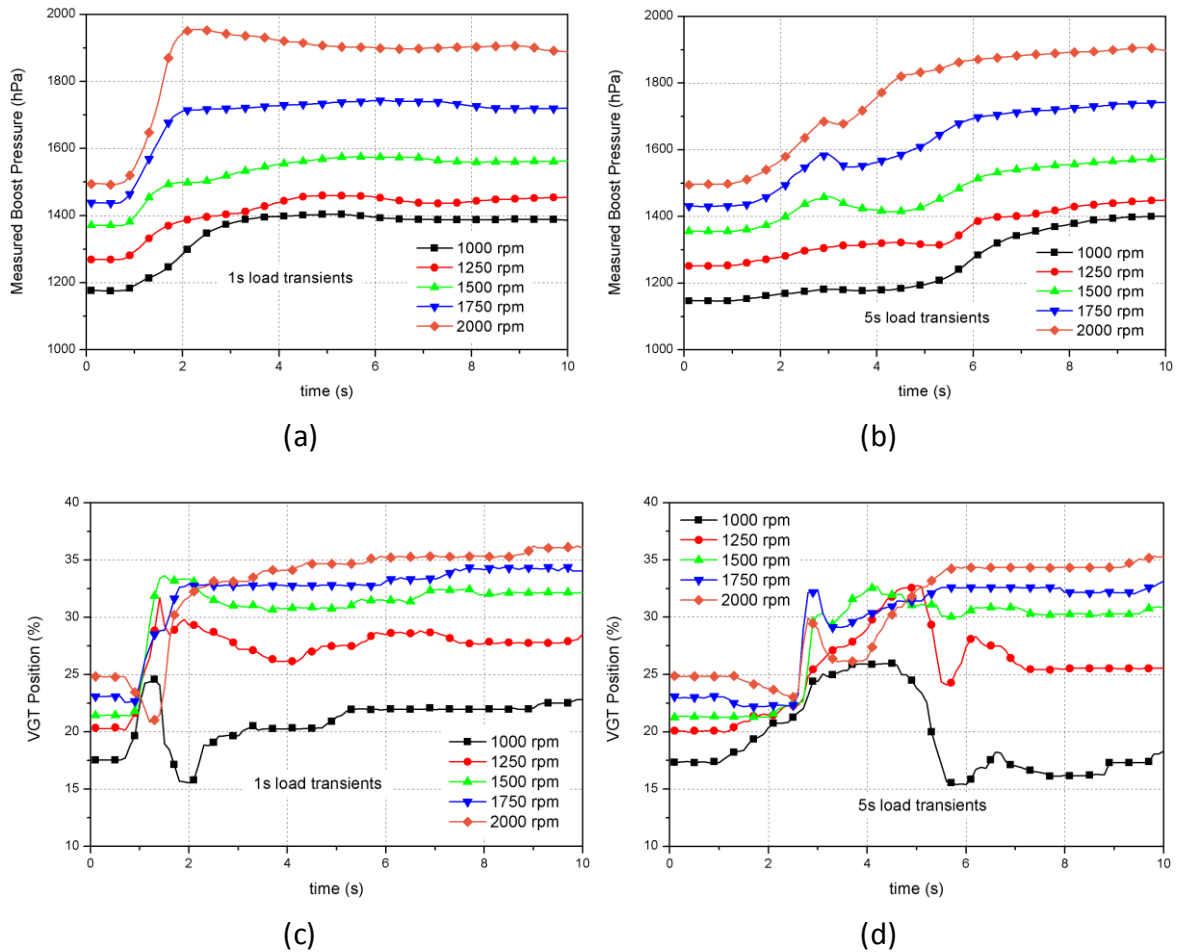 2000
1800
1600
1400
1200
1000
Measured Boost Pressure (hPa)
1s load transients
1000 rpm
1250 rpm
1500 rpm
1750 rpm
2000 rpm
0 2 4 6 8 10
time (s)
(a)
2000
1800
1600
1400
1200
1000
Measured Boost Pressure (hPa)
5s load transients
1000 rpm
1250 rpm
1500 rpm
1750 rpm
2000 rpm
0 2 4 6 8 10
time (s)
(b)
40
35
30
25
20
15
10
VGT Position (%)
1s load transients
1000 rpm
1250 rpm
1500 rpm
1750 rpm
2000 rpm
0 2 4 6 8 10
time (s)
(c)
40
35
30
25
20
15
10
VGT Position (%)
1000 rpm
1250 rpm
1500 rpm
1750 rpm
2000 rpm
5s load transients
0 2 4 6 8 10
time (s)
(d)